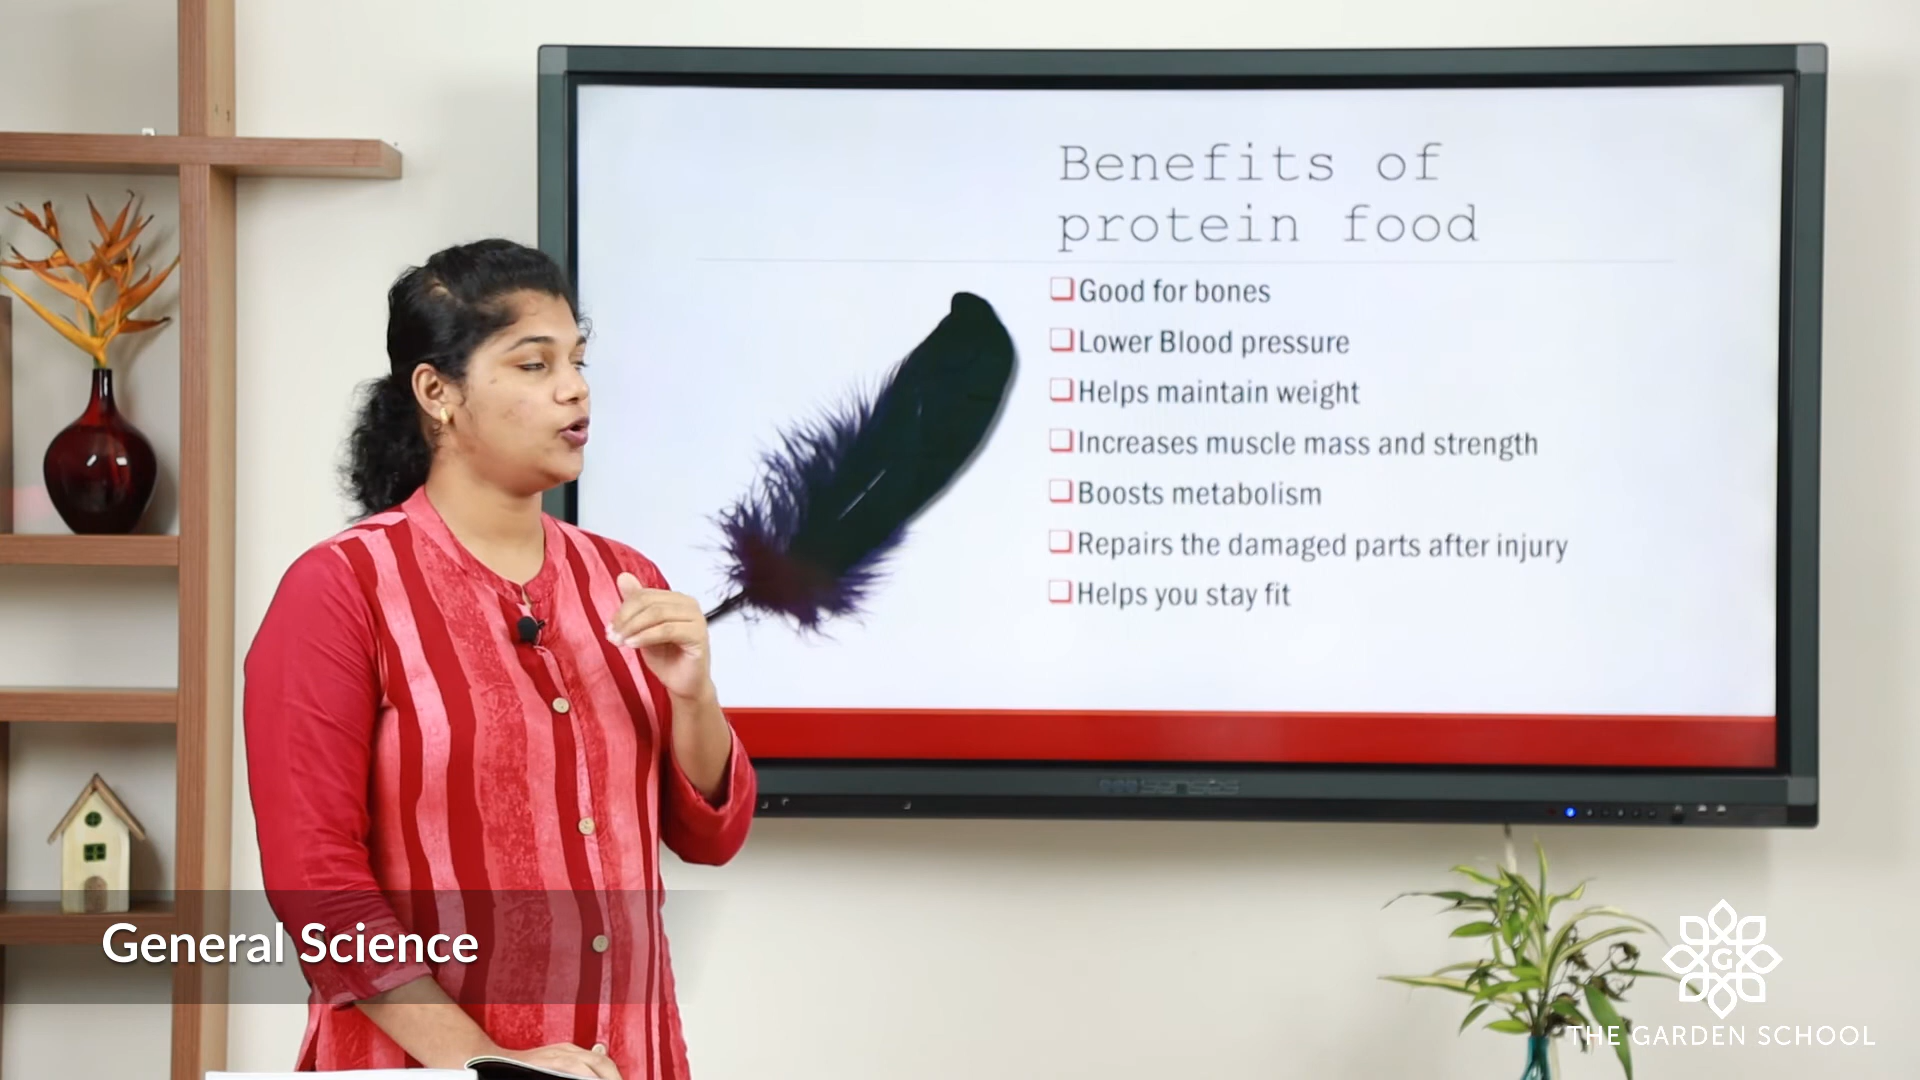 Benefits of
protein food
Good for bones
Lower Blood pressure
Helps maintain weight
Increases muscle mass and strength
Boosts metabolism
Repairs the damaged parts after injury
Helps you stay fit
General Science
G
THE GARDEN SCHOOL